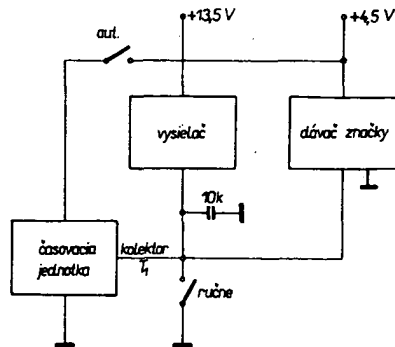 +13,5 V
+4,5 V
aut.
vysielač
dávač značky
10k
časovacia
jednotka
kolektor
T1
ručne